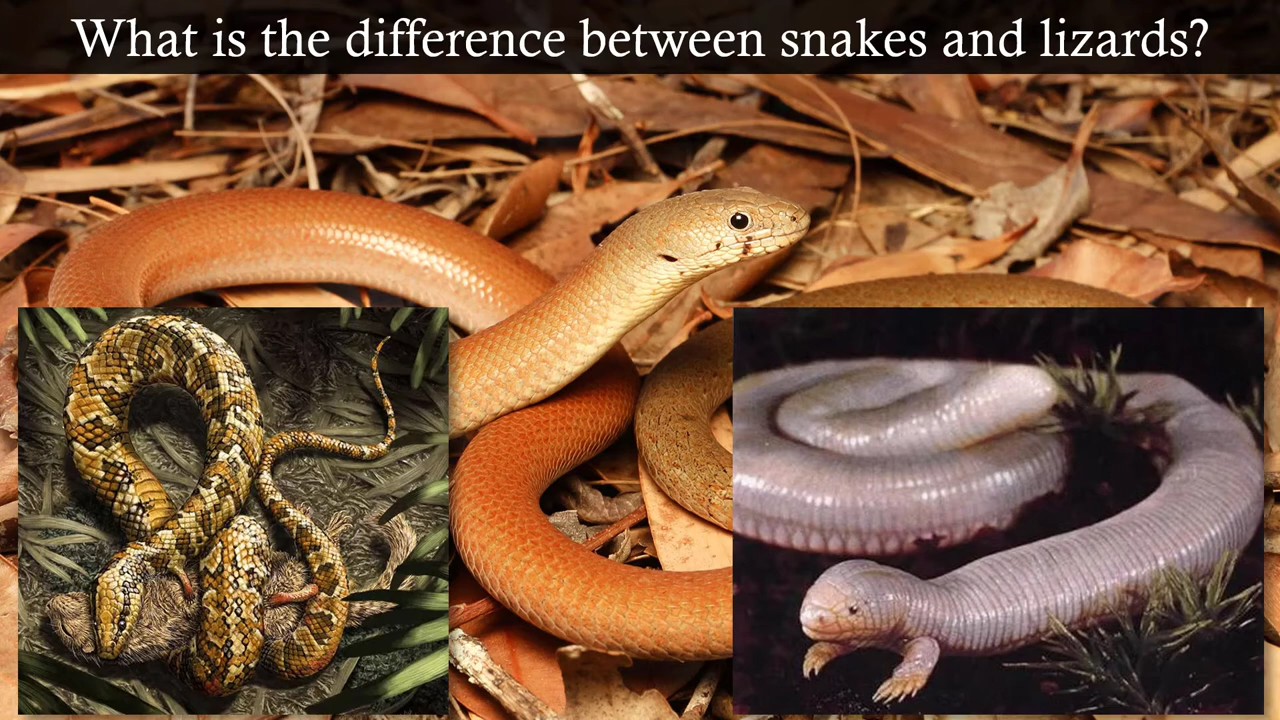 What is the difference between snakes and lizards?